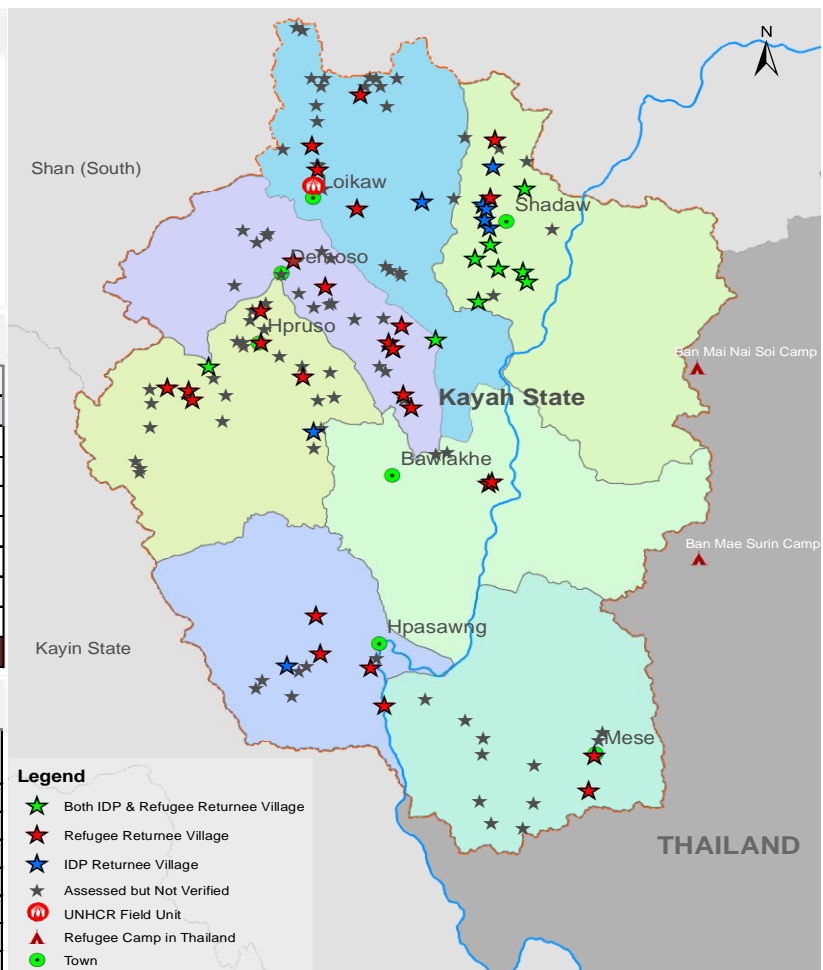 N
Shan (South)
Loikaw
Shadaw
Demoso
Hpruso
Ban Mai Nai Soi Camp
Kayah State
Bawlakhe
Ban Mae Surin Camp
Hpasawng
Kayin State
Mese
THAILAND
Legend
Both IDP & Refugee Returnee Village
Refugee Returnee Village
IDP Returnee Village
Assessed but Not Verified
UNHCR Field Unit
Refugee Camp in Thailand
Town